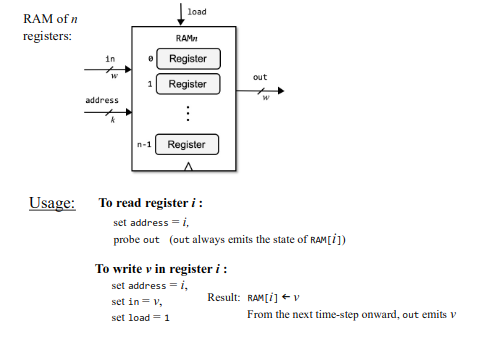 RAM of n
registers:
load
RAMn
in
w
address
k
0 Register
1 Register
⋮
n-1 Register
out
w
Usage:
To read register i :
set address = i,
probe out (out always emits the state of RAM[i])
To write v in register i :
set address = i,
set in = v,
set load = 1
Result: RAM[i] ← v
From the next time-step onward, out emits v